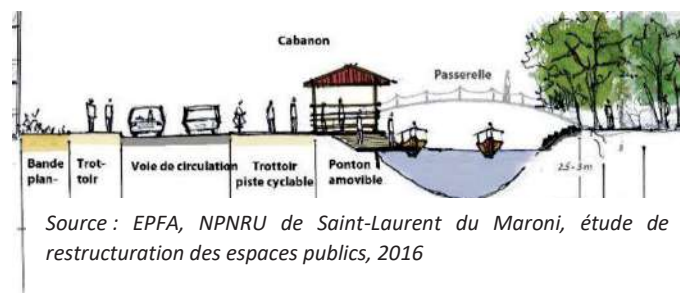 Cabanon
Passerelle
Bande
plan-
Trot-
toir
Voie de circulation
Trottoir
piste cyclable
Ponton
amovible
2.5 - 3 m
Source : EPFA, NPNRU de Saint-Laurent du Maroni, étude de
restructuration des espaces publics, 2016